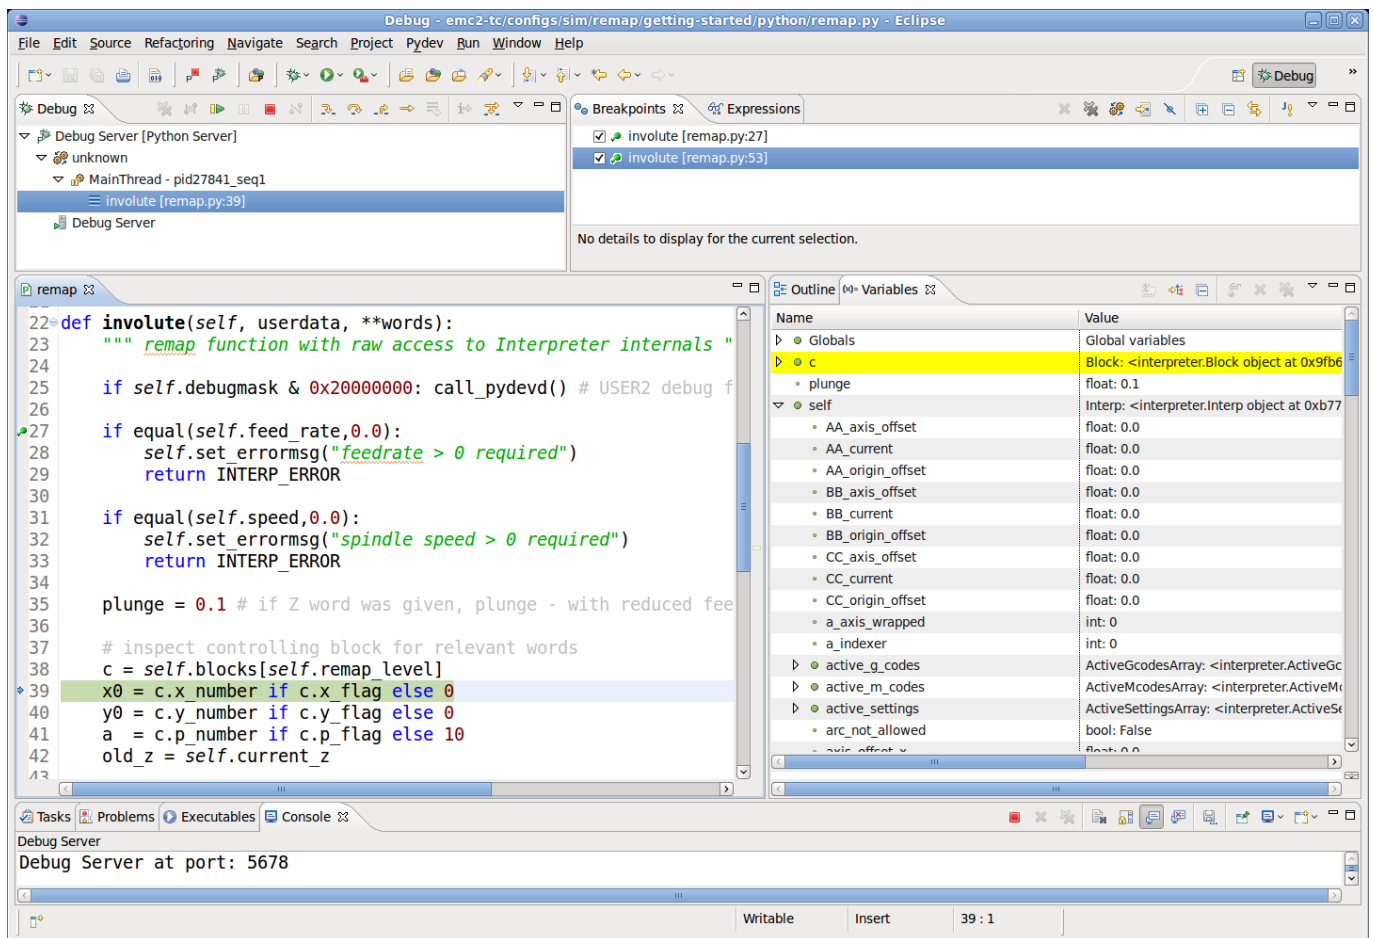 Debug - emc2-tc/configs/sim/remap/getting-started/python/remap.py - Eclipse
File Edit Source Refactoring Navigate Search Project Pydev Run Window Help
Debug »
Debug
Debug Server [Python Server]
unknown
MainThread - pid27841_seq1
involute [remap.py:39]
Debug Server
Breakpoints Expressions
involute [remap.py:27]
involute [remap.py:53]
No details to display for the current selection.
remap
22 def involute(self, userdata, **words):
23 """ remap function with raw access to Interpreter internals "
24
25 if self.debugmask & 0x20000000: call_pydevd() # USER2 debug f
26
27 if equal(self.feed_rate,0.0):
28 self.set_errormsg("feedrate > 0 required")
29 return INTERP_ERROR
30
31 if equal(self.speed,0.0):
32 self.set_errormsg("spindle speed > 0 required")
33 return INTERP_ERROR
34
35 plunge = 0.1 # if Z word was given, plunge - with reduced fee
36
37 # inspect controlling block for relevant words
38 c = self.blocks[self.remap_level]
39 x0 = c.x_number if c.x_flag else 0
40 y0 = c.y_number if c.y_flag else 0
41 a = c.p_number if c.p_flag else 10
42 old_z = self.current_z
43
Outline Variables
Name Value
Globals Global variables
c Block: <interpreter.Block object at 0x9fb6
plunge float: 0.1
self Interp: <interpreter.Interp object at 0xb77
AA_axis_offset float: 0.0
AA_current float: 0.0
AA_origin_offset float: 0.0
BB_axis_offset float: 0.0
BB_current float: 0.0
BB_origin_offset float: 0.0
CC_axis_offset float: 0.0
CC_current float: 0.0
CC_origin_offset float: 0.0
a_axis_wrapped int: 0
a_indexer int: 0
active_g_codes ActiveGcodesArray: <interpreter.ActiveGc
active_m_codes ActiveMcodesArray: <interpreter.ActiveMc
active_settings ActiveSettingsArray: <interpreter.ActiveSe
arc_not_allowed bool: False
axis_offset_x float: 0.0
Tasks Problems Executables Console
Debug Server
Debug Server at port: 5678
Writable Insert 39 : 1